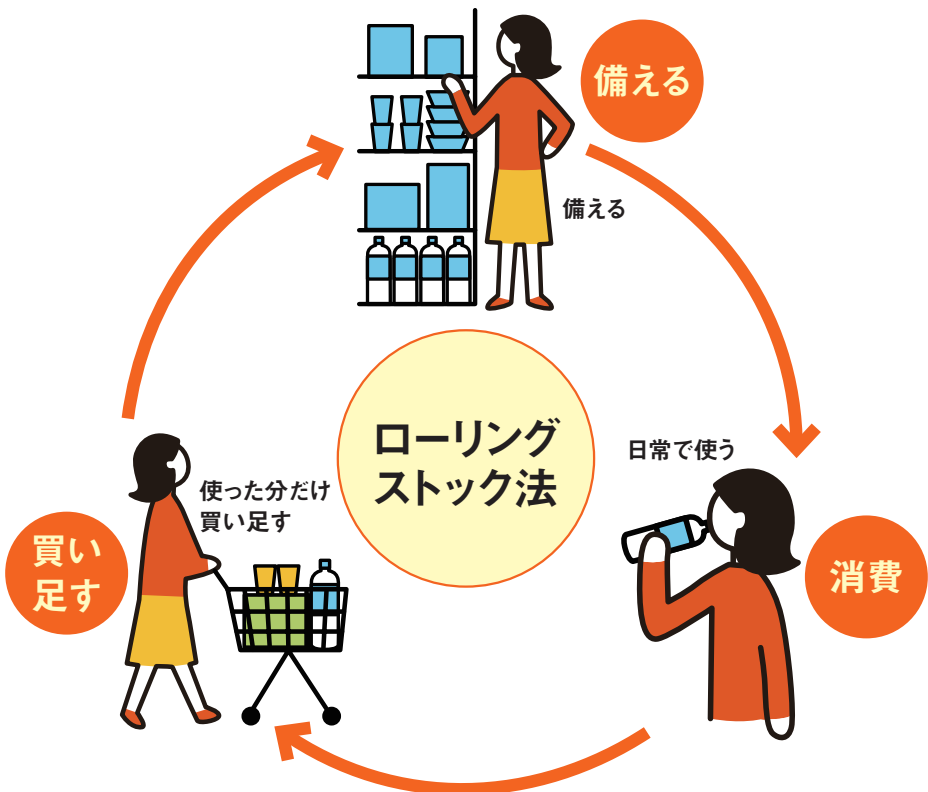 備える
備える
ローリング
ストック法
日常で使う
消費
使った分だけ
買い足す
買い
足す